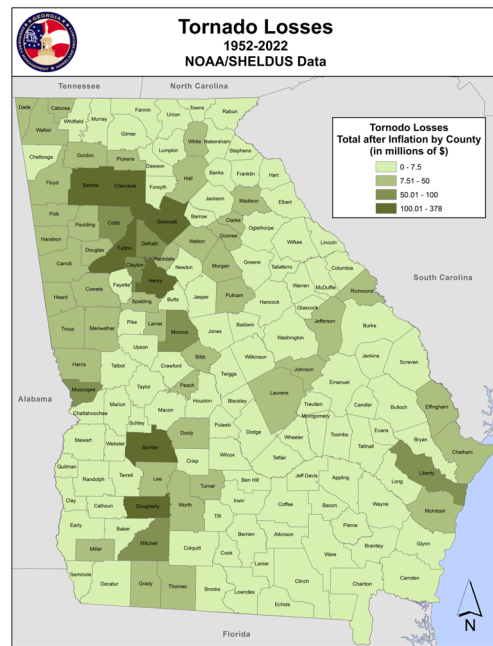 GEORGIA
Tornado Losses
1952-2022
NOAA/SHELDUS Data
Tennessee
North Carolina
Tornado Losses
Total after Inflation by County
(in millions of $)
0 - 7.5
7.51 - 50
50.01 - 100
100.01 - 378
South Carolina
Alabama
Florida
N
Dade
Catoosa
Walker
Whitfield
Murray
Fannin
Union
Towns
Rabun
Gilmer
Lumpkin
White
Habersham
Stephens
Chattooga
Gordon
Pickens
Dawson
Hall
Banks
Franklin
Hart
Floyd
Bartow
Cherokee
Forsyth
Jackson
Madison
Elbert
Polk
Paulding
Cobb
Gwinnett
Barrow
Clarke
Oglethorpe
Wilkes
Lincoln
Haralson
Douglas
Fulton
DeKalb
Rockdale
Walton
Oconee
Greene
Taliaferro
Columbia
Carroll
Clayton
Henry
Newton
Morgan
McDuffie
Warren
Richmond
Heard
Coweta
Fayette
Spalding
Butts
Jasper
Putnam
Hancock
Glascock
Jefferson
Burke
Troup
Meriwether
Pike
Lamar
Monroe
Jones
Baldwin
Washington
Jenkins
Screven
Harris
Upson
Talbot
Crawford
Bibb
Twiggs
Wilkinson
Johnson
Emanuel
Muscogee
Taylor
Peach
Houston
Bleckley
Laurens
Treutlen
Candler
Bulloch
Effingham
Chattahoochee
Marion
Macon
Schley
Pulaski
Dodge
Montgomery
Wheeler
Toombs
Tattnall
Evans
Bryan
Chatham
Stewart
Webster
Sumter
Dooly
Crisp
Wilcox
Telfair
Liberty
Long
Quitman
Randolph
Terrell
Lee
Turner
Ben Hill
Jeff Davis
Appling
Wayne
McIntosh
Clay
Calhoun
Dougherty
Worth
Tift
Irwin
Coffee
Bacon
Pierce
Early
Baker
Mitchell
Colquitt
Cook
Berrien
Atkinson
Ware
Brantley
Glynn
Miller
Lanier
Clinch
Charlton
Camden
Seminole
Decatur
Grady
Thomas
Brooks
Lowndes
Echols